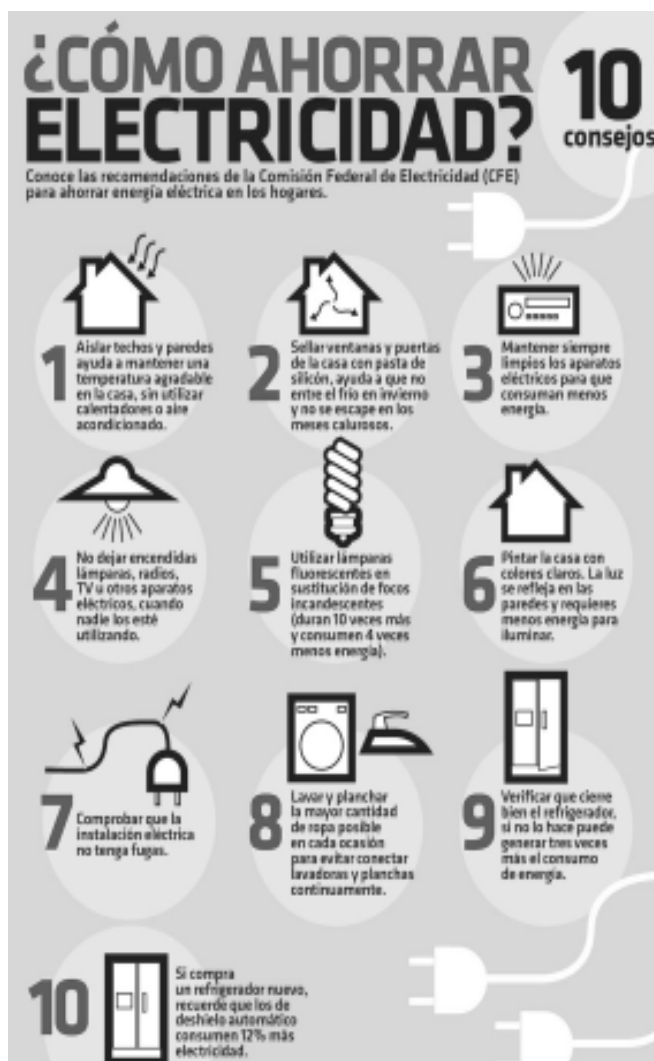 ¿CÓMO AHORRAR
ELECTRICIDAD?
10
consejos
Conoce las recomendaciones de la Comisión Federal de Electricidad (CFE)
para ahorrar energía eléctrica en los hogares.
1
Aislar techos y paredes
ayuda a mantener una
temperatura agradable
en la casa, sin utilizar
calentadores o aire
acondicionado.
2
Sellar ventanas y puertas
de la casa con pasta de
silicón, ayuda a que no
entre el frío en invierno
y no se escape en los
meses calurosos.
3
Mantener siempre
limpios los aparatos
eléctricos para que
consuman menos
energía.
4
No dejar encendidas
lámparas, radios,
TV u otros aparatos
eléctricos, cuando
nadie los esté
utilizando.
5
Utilizar lámparas
fluorescentes en
sustitución de focos
incandescentes
(duran 10 veces más
y consumen 4 veces
menos energía).
6
Pintar la casa con
colores claros. La luz
se refleja en las
paredes y requieres
menos energía para
iluminar.
7
Comprobar que la
instalación eléctrica
no tenga fugas.
8
Lavar y planchar
la mayor cantidad
de ropa posible
en cada ocasión
para evitar conectar
lavadoras y planchas
continuamente.
9
Verificar que cierre
bien el refrigerador,
si no lo hace puede
generar tres veces
más el consumo
de energía.
10
Si compra
un refrigerador nuevo,
recuerde que los de
deshielo automático
consumen 12% más
electricidad.